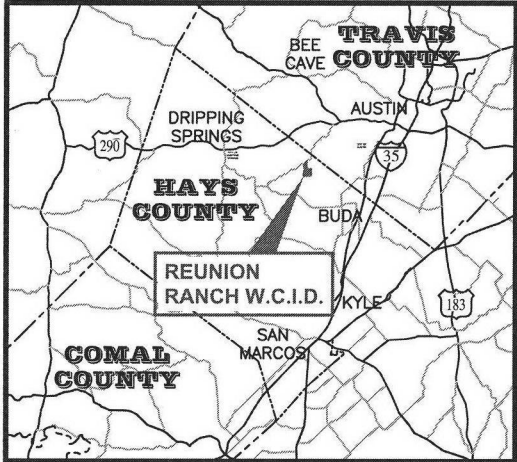 TRAVIS
COUNTY
BEE
CAVE
AUSTIN
DRIPPING
SPRINGS
290
35
HAYS
COUNTY
BUDA
REUNION
RANCH W.C.I.D.
KYLE
183
SAN
MARCOS
COMAL
COUNTY